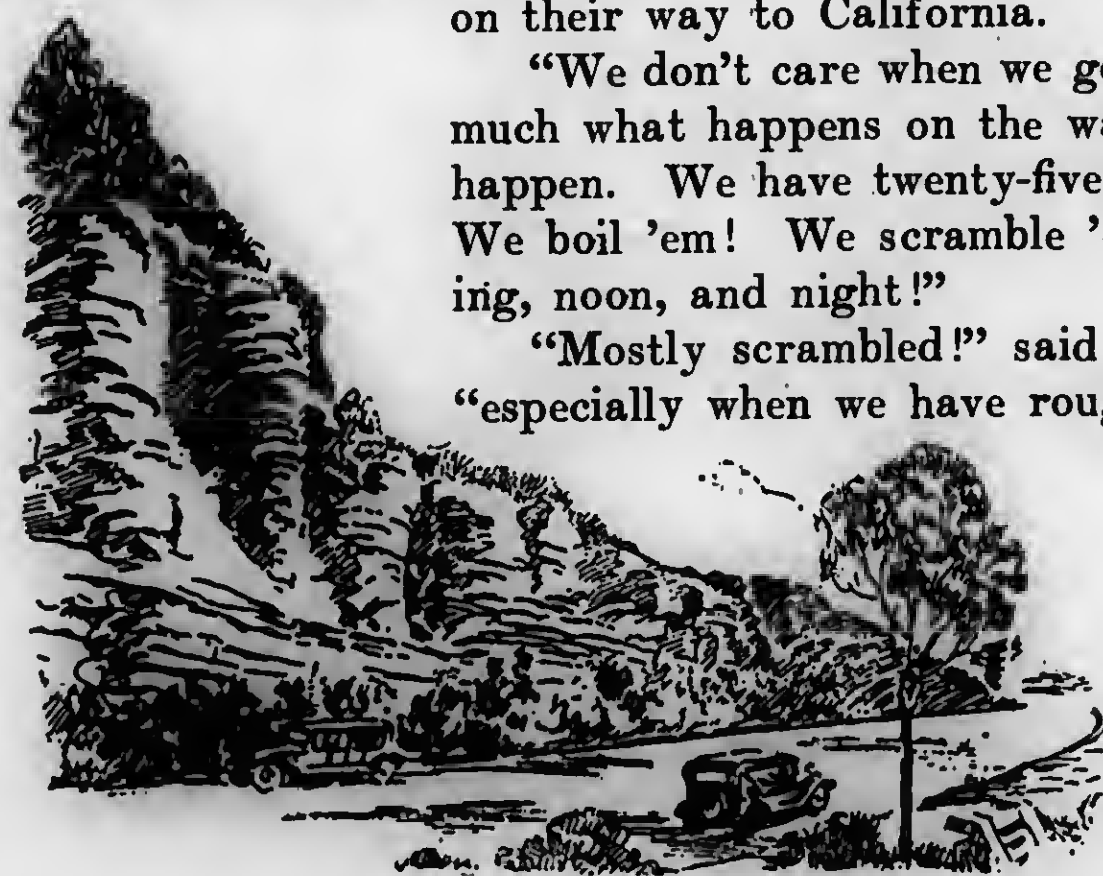 on their way to California.
“We don’t care when we
much what happens on the
happen. We have twenty-five
We boil ’em! We scramble
ing, noon, and night!”
“Mostly scrambled!” said
“especially when we have